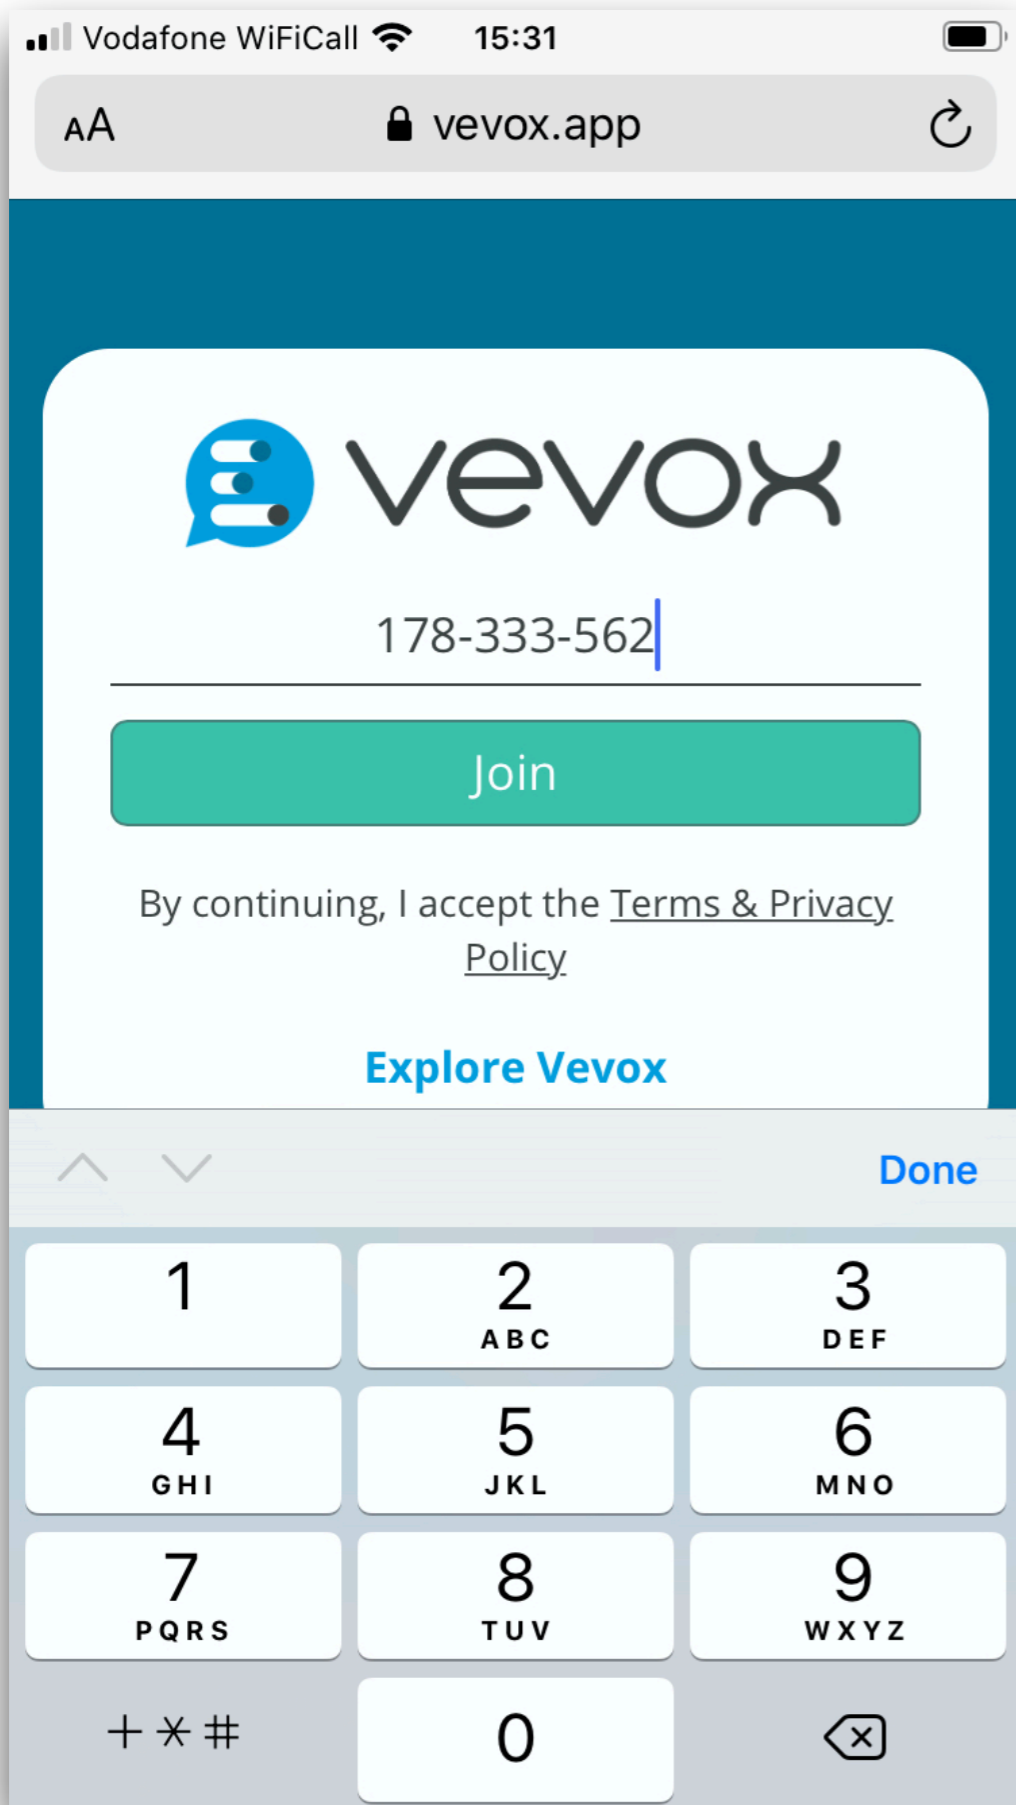 Vodafone WiFiCall 15:31
AA vevox.app
vevox
178-333-562
Join
By continuing, I accept the Terms & Privacy
Policy
Explore Vevox
Done
1 2 3
ABC DEF
4 5 6
GHI JKL MNO
7 8 9
PQRS TUV WXYZ
+*# 0